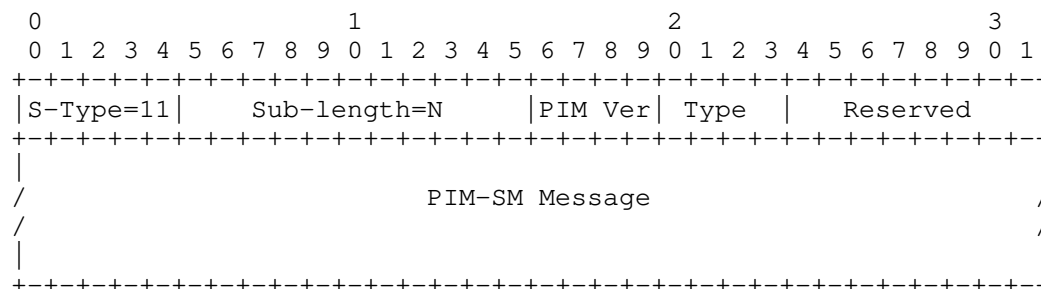 0                   1                   2                   3
 0 1 2 3 4 5 6 7 8 9 0 1 2 3 4 5 6 7 8 9 0 1 2 3 4 5 6 7 8 9 0 1
+-+-+-+-+-+-+-+-+-+-+-+-+-+-+-+-+-+-+-+-+-+-+-+-+-+-+-+-+-+-+-+-
|S-Type=11|    Sub-length=N     |PIM Ver| Type  |   Reserved
+-+-+-+-+-+-+-+-+-+-+-+-+-+-+-+-+-+-+-+-+-+-+-+-+-+-+-+-+-+-+-+-
|
/                         PIM-SM Message                        /
/                                                               /
|
+-+-+-+-+-+-+-+-+-+-+-+-+-+-+-+-+-+-+-+-+-+-+-+-+-+-+-+-+-+-+-+-